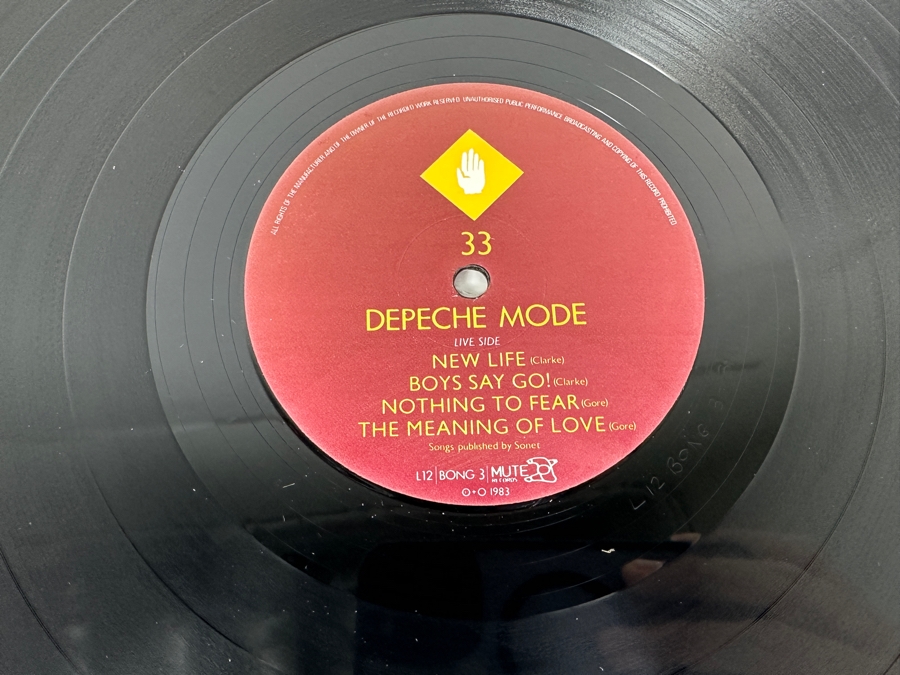 ALL RIGHTS OF THE MANUFACTURER AND OF THE OWNER OF THE RECORDED WORK RESERVED UNAUTHORISED PUBLIC PERFORMANCE BROADCASTING AND COPYING OF THIS RECORD PROHIBITED
33
DEPECHE MODE
LIVE SIDE
NEW LIFE (Clarke)
BOYS SAY GO! (Clarke)
NOTHING TO FEAR (Gore)
THE MEANING OF LOVE (Gore)
Songs published by Sonet
L12 | BONG 3 | MUTE RECORDS
℗+© 1983
L12 BONG 3